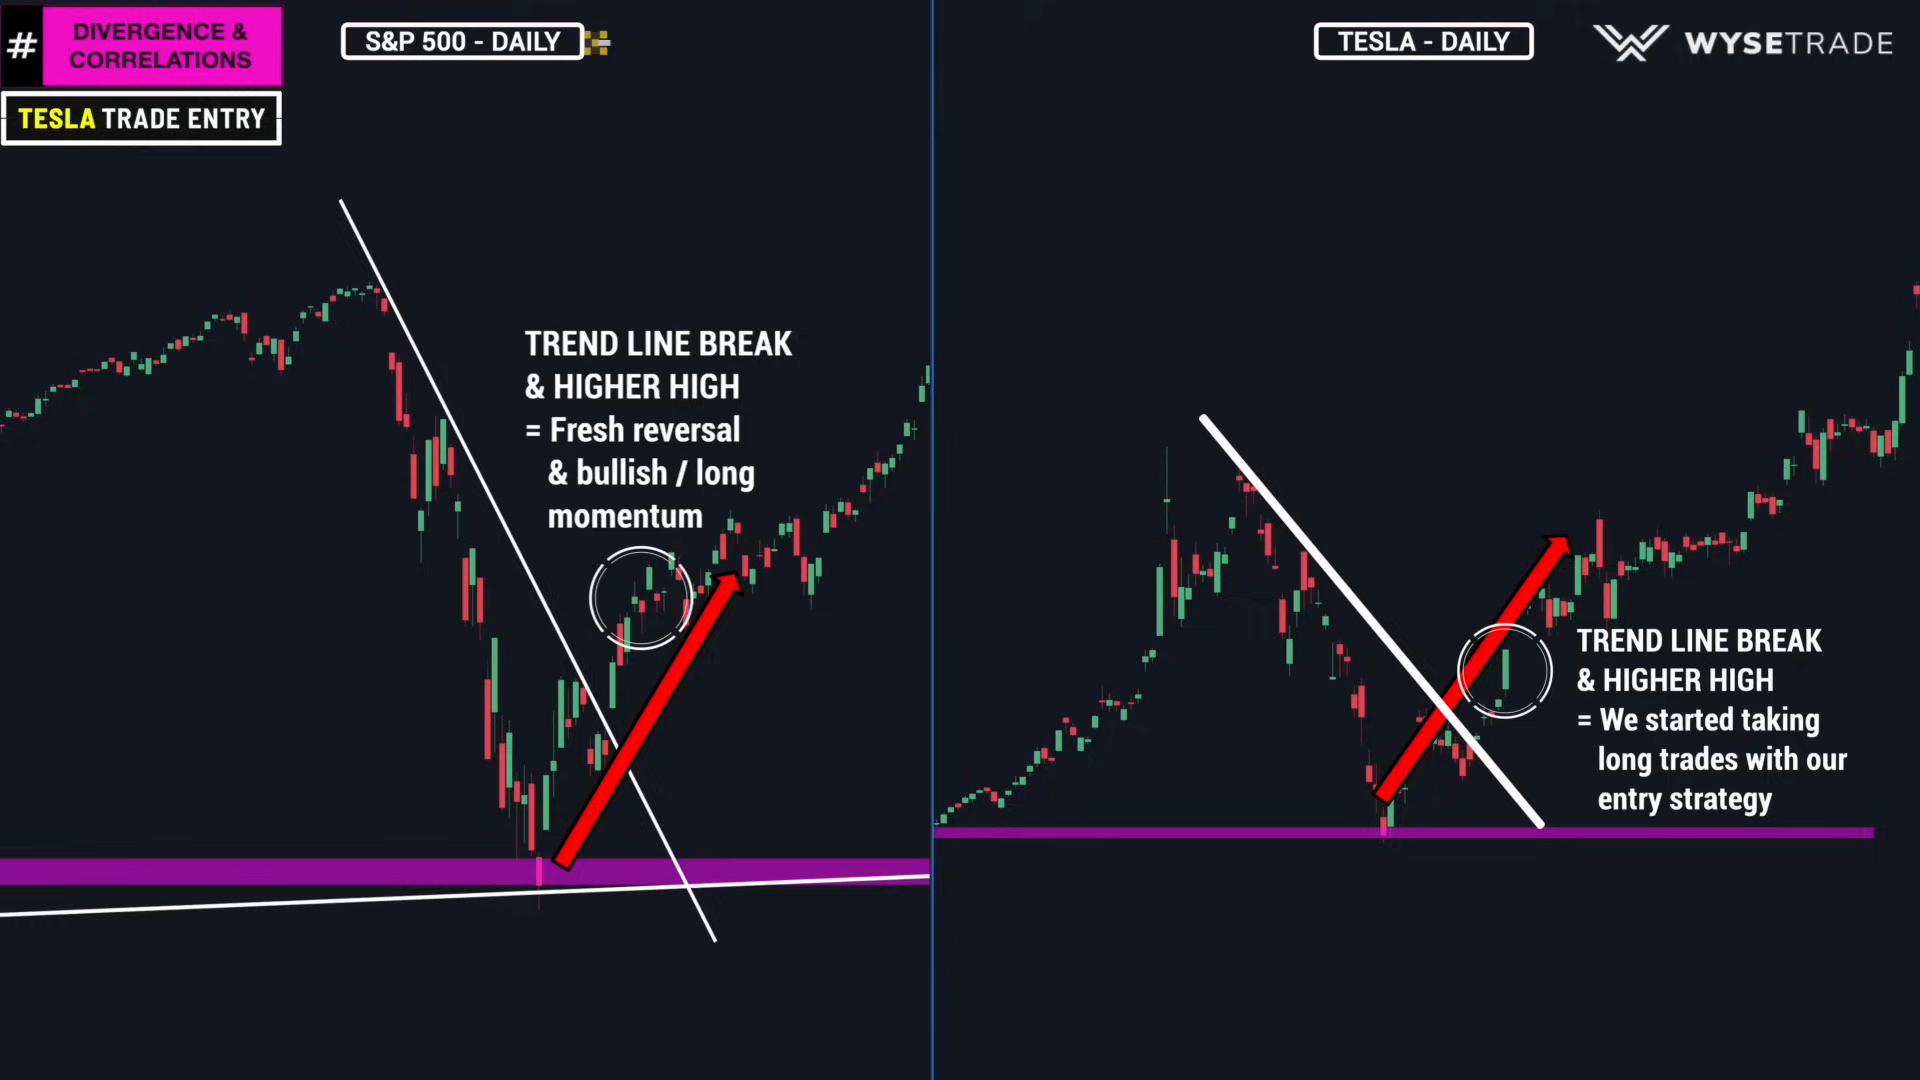 #
DIVERGENCE &
CORRELATIONS
TESLA TRADE ENTRY
S&P 500 - DAILY
TESLA - DAILY
WYSETRADE
TREND LINE BREAK
& HIGHER HIGH
= Fresh reversal
& bullish / long
momentum
TREND LINE BREAK
& HIGHER HIGH
= We started taking
long trades with our
entry strategy